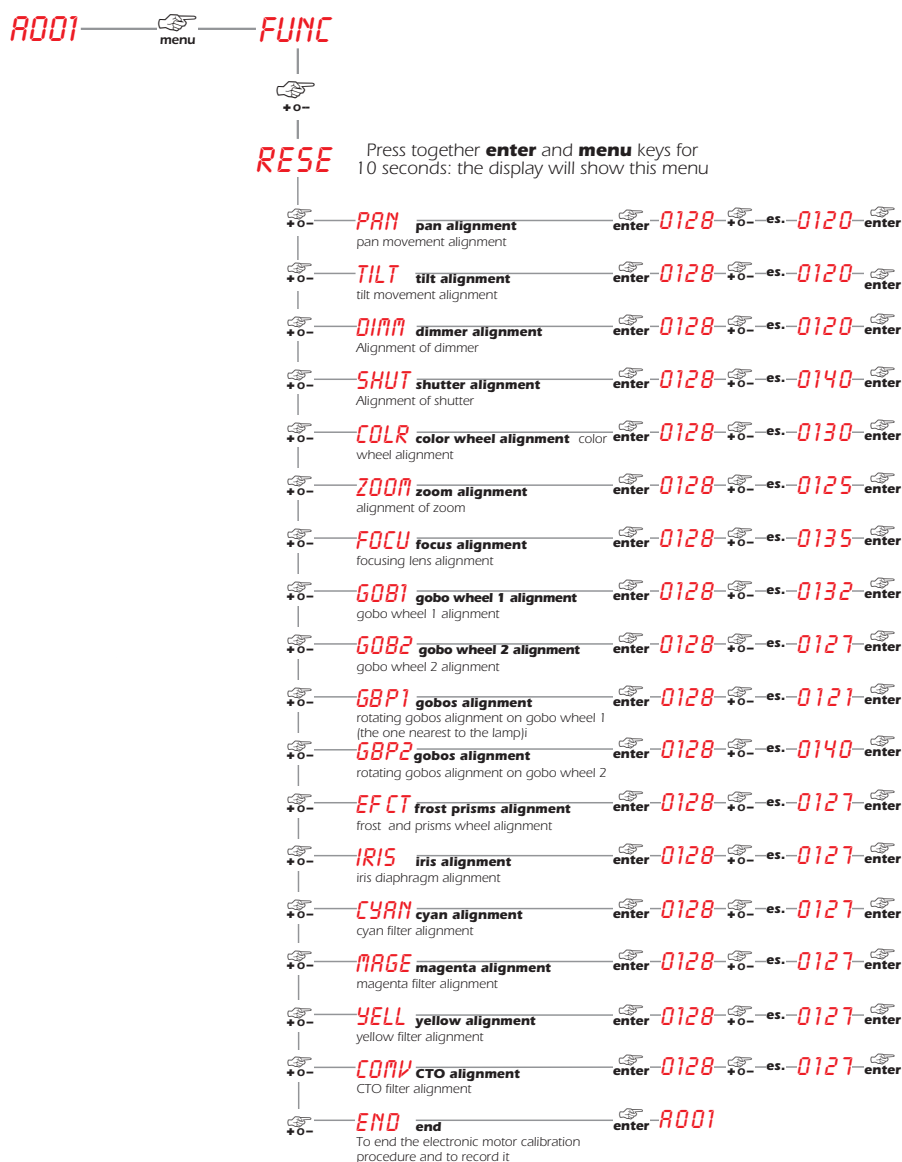 A001 menu FUNC
+o-
RESE Press together enter and menu keys for
10 seconds: the display will show this menu
+o- PAN pan alignment enter 0128 +o- es. 0120 enter
pan movement alignment
+o- TILT tilt alignment enter 0128 +o- es. 0120 enter
tilt movement alignment
+o- DIMM dimmer alignment enter 0128 +o- es. 0120 enter
Alignment of dimmer
+o- SHUT shutter alignment enter 0128 +o- es. 0140 enter
Alignment of shutter
+o- COLR color wheel alignment color enter 0128 +o- es. 0130 enter
wheel alignment
+o- ZOOM zoom alignment enter 0128 +o- es. 0125 enter
alignment of zoom
+o- FOCU focus alignment enter 0128 +o- es. 0135 enter
focusing lens alignment
+o- GOB1 gobo wheel 1 alignment enter 0128 +o- es. 0132 enter
gobo wheel 1 alignment
+o- GOB2 gobo wheel 2 alignment enter 0128 +o- es. 0127 enter
gobo wheel 2 alignment
+o- GBP1 gobos alignment enter 0128 +o- es. 0121 enter
rotating gobos alignment on gobo wheel 1
(the one nearest to the lamp)i
+o- GBP2 gobos alignment enter 0128 +o- es. 0140 enter
rotating gobos alignment on gobo wheel 2
+o- EFCT frost prisms alignment enter 0128 +o- es. 0127 enter
frost and prisms wheel alignment
+o- IRIS iris alignment enter 0128 +o- es. 0127 enter
iris diaphragm alignment
+o- CYAN cyan alignment enter 0128 +o- es. 0127 enter
cyan filter alignment
+o- MAGE magenta alignment enter 0128 +o- es. 0127 enter
magenta filter alignment
+o- YELL yellow alignment enter 0128 +o- es. 0127 enter
yellow filter alignment
+o- COMV CTO alignment enter 0128 +o- es. 0127 enter
CTO filter alignment
+o- END end enter A001
To end the electronic motor calibration
procedure and to record it